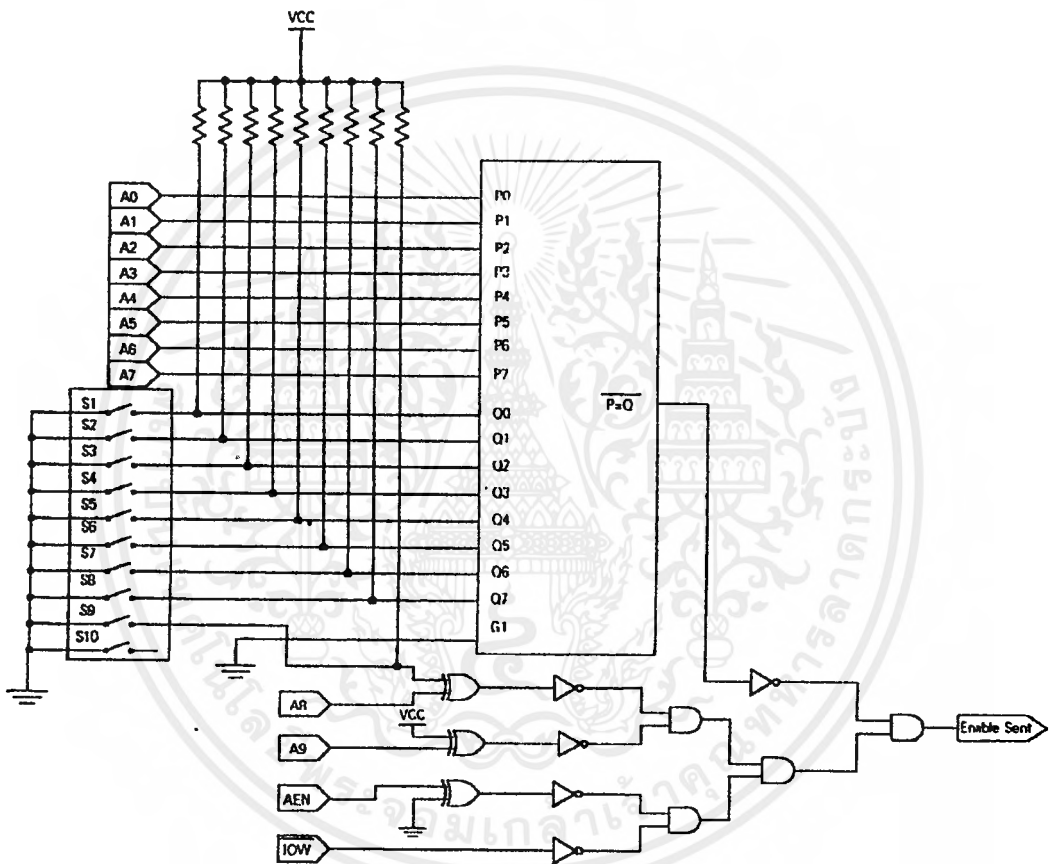 VCC
A0
A1
A2
A3
A4
A5
A6
A7
P0
P1
P2
P3
P4
P5
P6
P7
S1
S2
S3
S4
S5
S6
S7
S8
S9
S10
Q0
Q1
Q2
Q3
Q4
Q5
Q6
Q7
G1
P=Q
A8
VCC
A9
AEN
IOW
Enable Sent